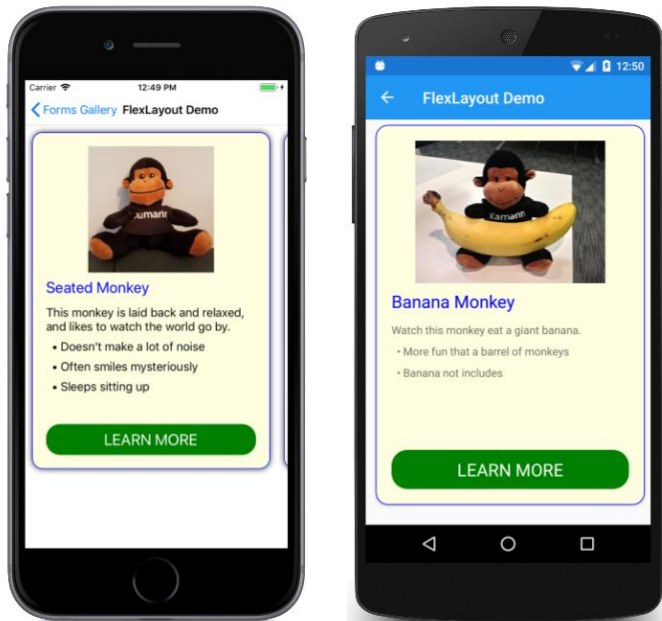 Carrier 12:49 PM
Forms Gallery FlexLayout Demo
xamarin
Seated Monkey
This monkey is laid back and relaxed,
and likes to watch the world go by.
• Doesn't make a lot of noise
• Often smiles mysteriously
• Sleeps sitting up
LEARN MORE
12:50
FlexLayout Demo
Xamarin
Banana Monkey
Watch this monkey eat a giant banana.
• More fun that a barrel of monkeys
• Banana not includes
LEARN MORE